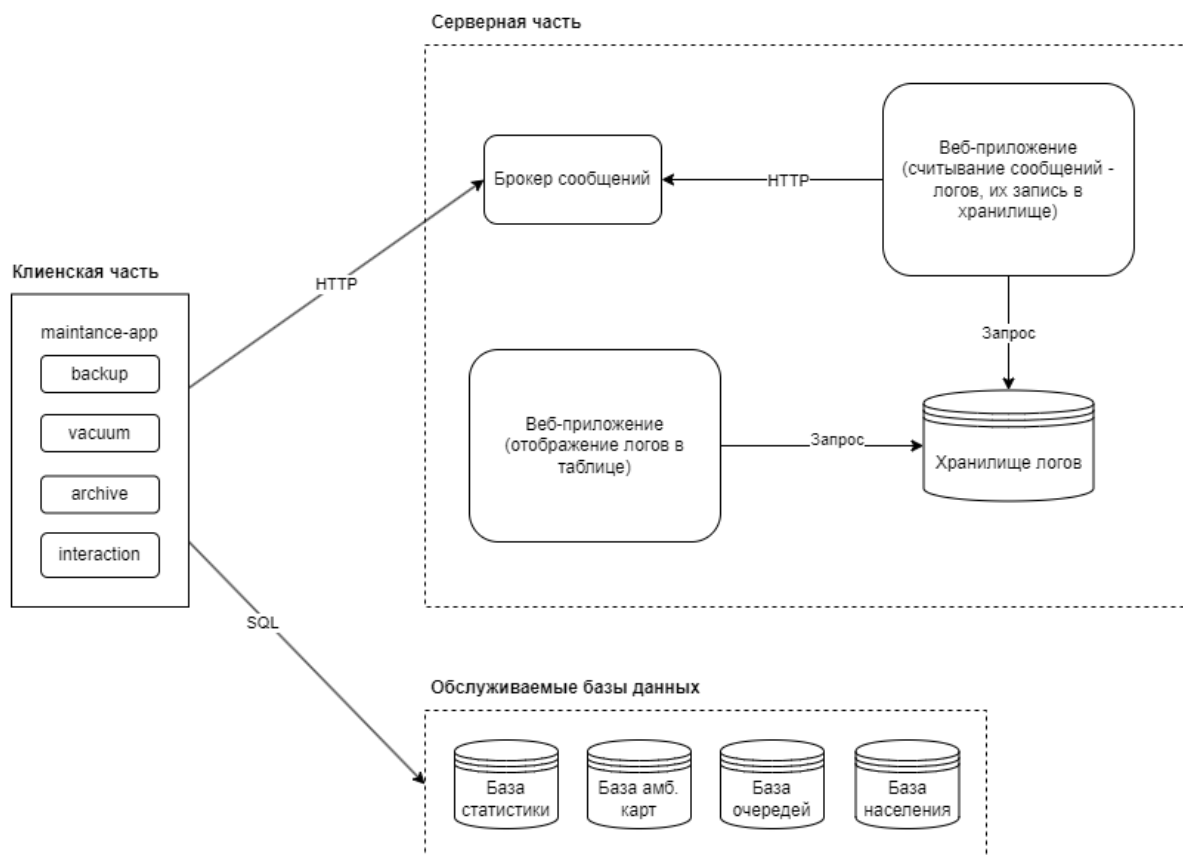 Серверная часть
Брокер сообщений
HTTP
Веб-приложение
(считывание сообщений -
логов, их запись в
хранилище)
Клиенская часть
HTTP
maintance-app
backup
vacuum
archive
interaction
Запрос
Веб-приложение
(отображение логов в
таблице)
Запрос
Хранилище логов
SQL
Обслуживаемые базы данных
База
статистики
База амб.
карт
База
очередей
База
населения